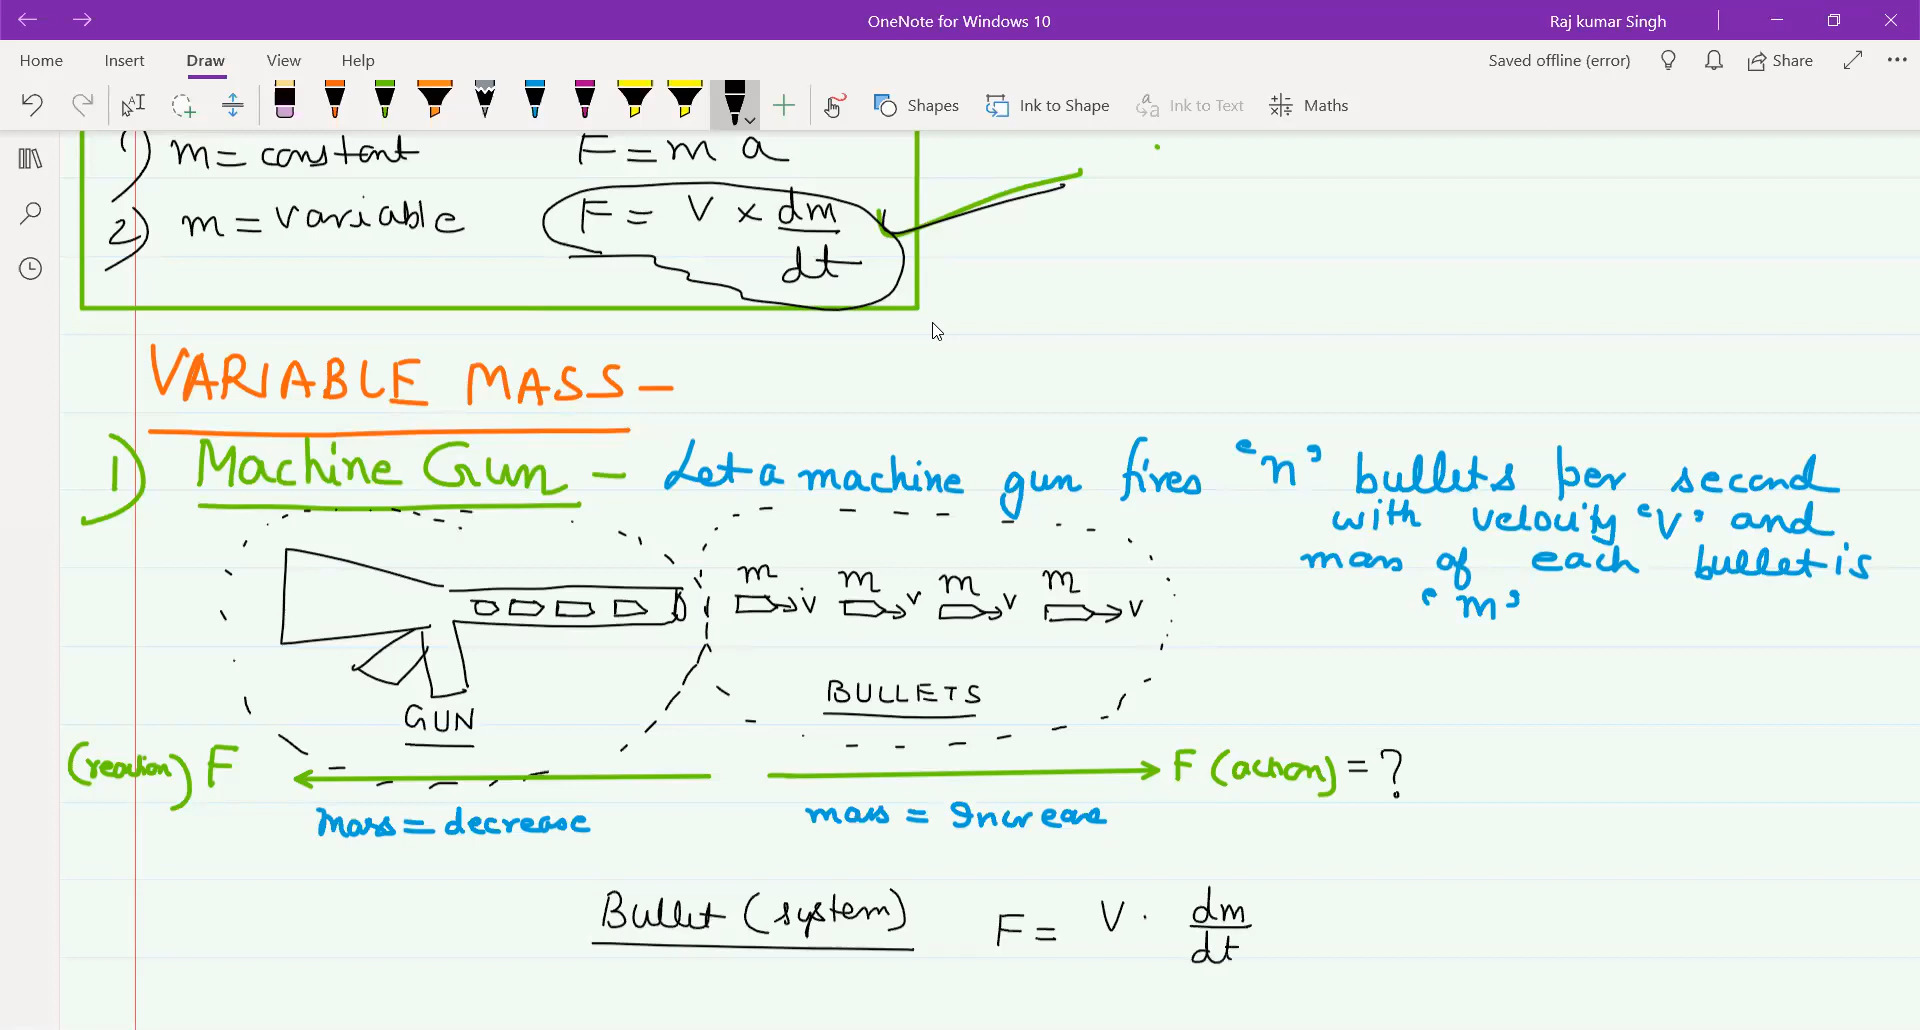 OneNote for Windows 10
Raj kumar Singh
Home Insert Draw View Help
Saved offline (error) Share
Shapes Ink to Shape Ink to Text Maths
1) m = constant F = m a
2) m = variable F = V × dm/dt
VARIABLE MASS -
1) Machine Gun - Let a machine gun fires 'n' bullets per second
with velocity 'v' and
mass of each bullet is
'm'
m m m m
v v v v
BULLETS
GUN
(reaction) F F (action) = ?
Mass = decrease mass = Increase
Bullet (system) F = V · dm/dt